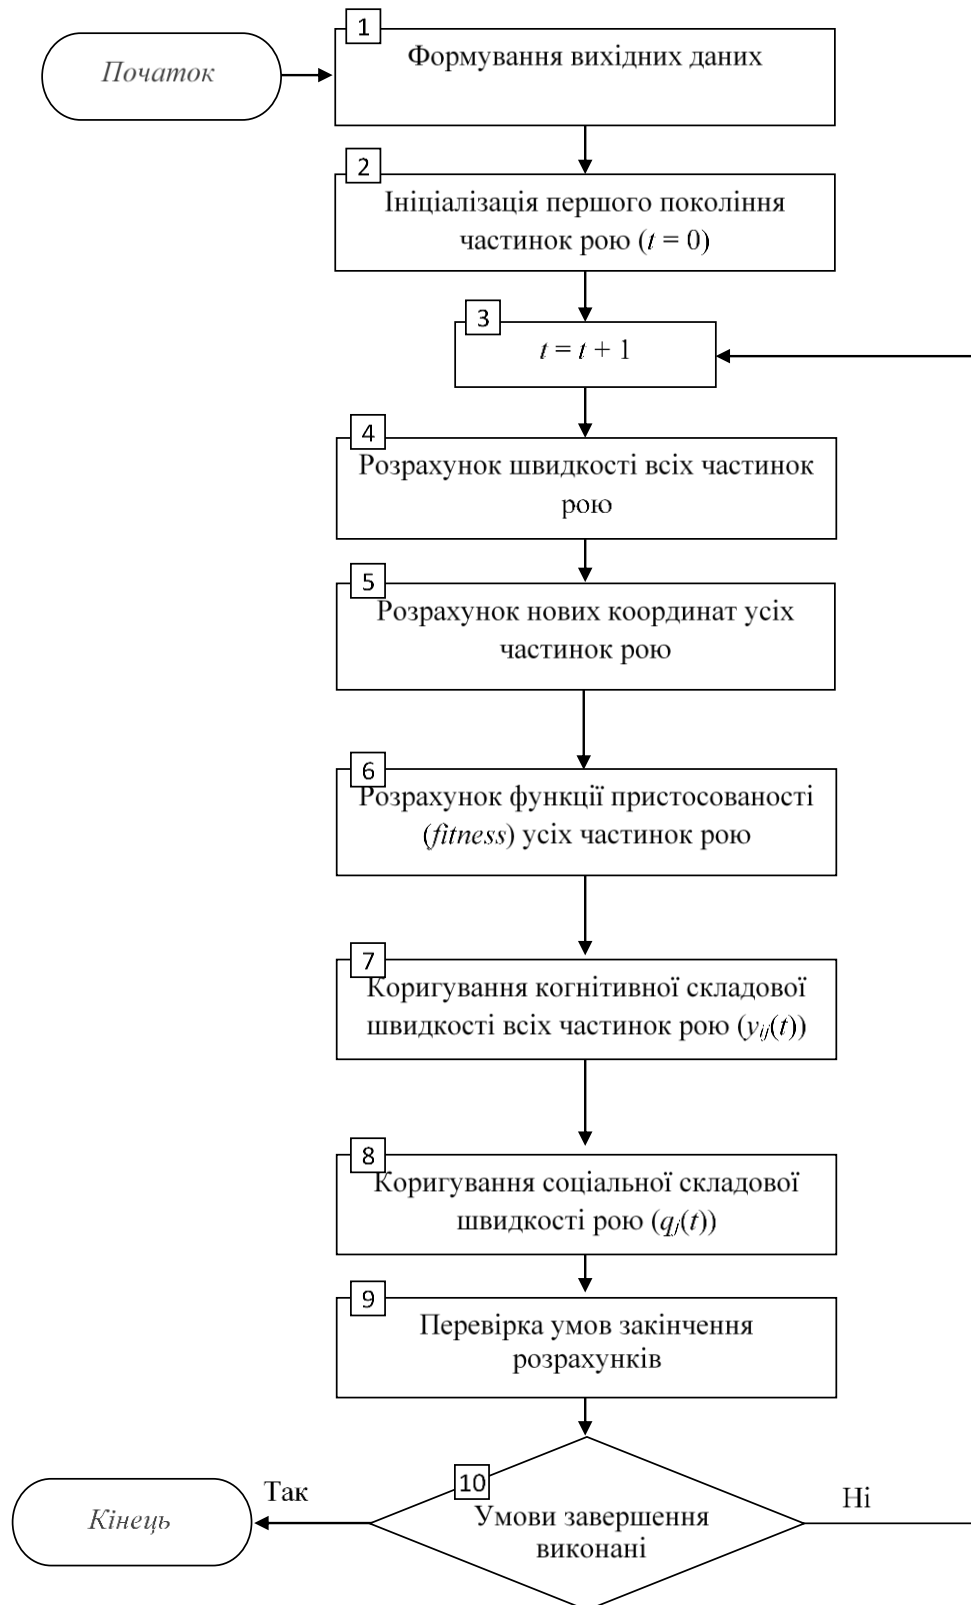 1
Початок
Формування вихідних даних
2
Ініціалізація першого покоління
частинок рою (t = 0)
3
t = t + 1
4
Розрахунок швидкості всіх частинок
рою
5
Розрахунок нових координат усіх
частинок рою
6
Розрахунок функції пристосованості
(fitness) усіх частинок рою
7
Коригування когнітивної складової
швидкості всіх частинок рою (yij(t))
8
Коригування соціальної складової
швидкості рою (qj(t))
9
Перевірка умов закінчення
розрахунків
10
Так
Ні
Кінець
Умови завершення
виконані